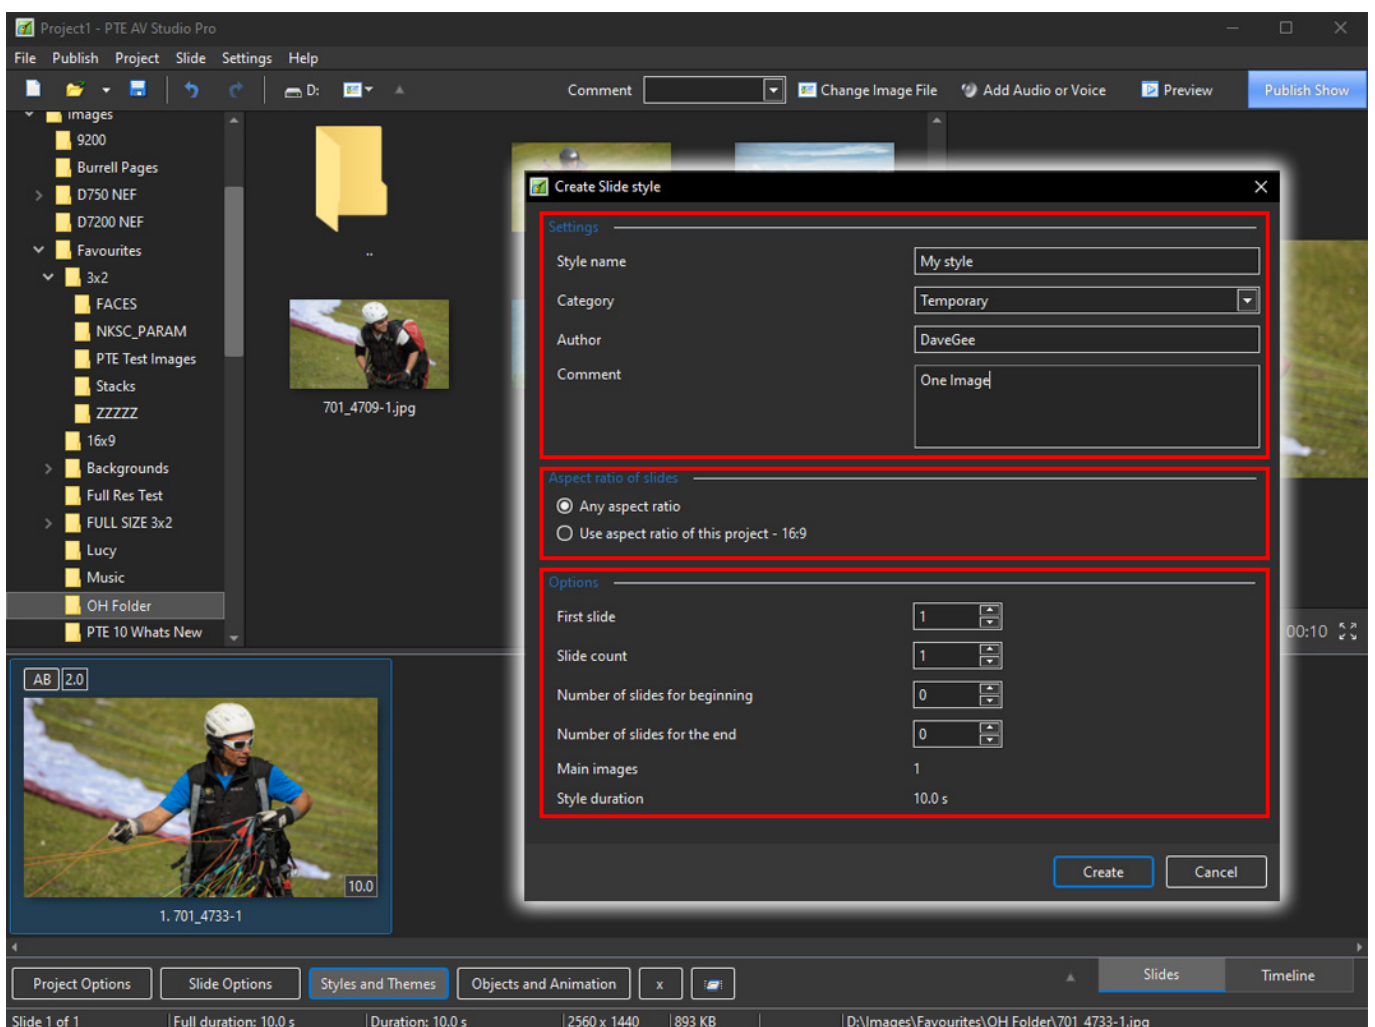 Project1 - PTE AV Studio Pro
File Publish Project Slide Settings Help
D: Comment Change Image File Add Audio or Voice Preview Publish Show
Images
9200
Burrell Pages
D750 NEF
D7200 NEF
Favourites
3x2
FACES
NKSC_PARAM
PTE Test Images
Stacks
ZZZZZ
16x9
Backgrounds
Full Res Test
FULL SIZE 3x2
Lucy
Music
OH Folder
PTE 10 Whats New
..
701_4709-1.jpg
Create Slide style
Settings
Style name My style
Category Temporary
Author DaveGee
Comment One Image
Aspect ratio of slides
Any aspect ratio
Use aspect ratio of this project - 16:9
Options
First slide 1
Slide count 1
Number of slides for beginning 0
Number of slides for the end 0
Main images 1
Style duration 10.0 s
Create Cancel
00:10
AB 2.0
10.0
1. 701_4733-1
Project Options Slide Options Styles and Themes Objects and Animation x Slides Timeline
Slide 1 of 1 Full duration: 10.0 s Duration: 10.0 s 2560 x 1440 893 KB D:\Images\Favourites\OH Folder\701_4733-1.jpg